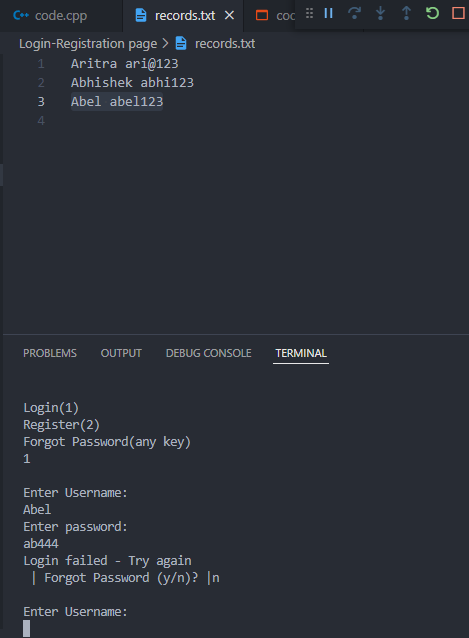 code.cpp records.txt coc
Login-Registration page > records.txt
1 Aritra ari@123
2 Abhishek abhi123
3 Abel abel123
4
PROBLEMS OUTPUT DEBUG CONSOLE TERMINAL
Login(1)
Register(2)
Forgot Password(any key)
1
Enter Username:
Abel
Enter password:
ab444
Login failed - Try again
| Forgot Password (y/n)? |n
Enter Username: